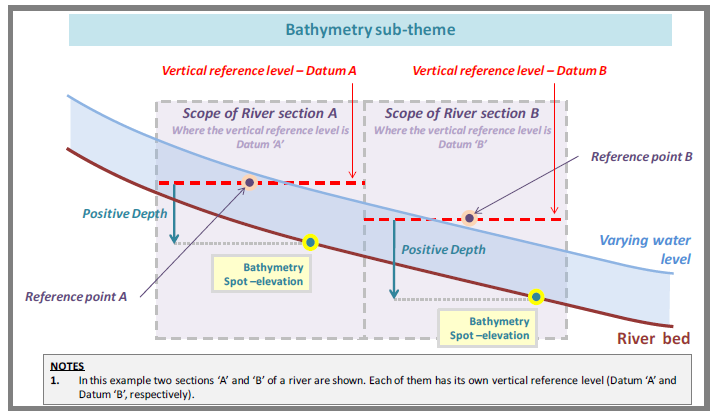 Bathymetry sub-theme
Vertical reference level – Datum A
Vertical reference level – Datum B
Scope of River section A
Where the vertical reference level is
Datum ‘A’
Scope of River section B
Where the vertical reference level is
Datum ‘B’
Reference point B
Positive Depth
Positive Depth
Varying water
level
Bathymetry
Spot –elevation
Reference point A
Bathymetry
Spot –elevation
River bed
NOTES
1. In this example two sections ‘A’ and ‘B’ of a river are shown. Each of them has its own vertical reference level (Datum ‘A’ and
Datum ‘B’, respectively).